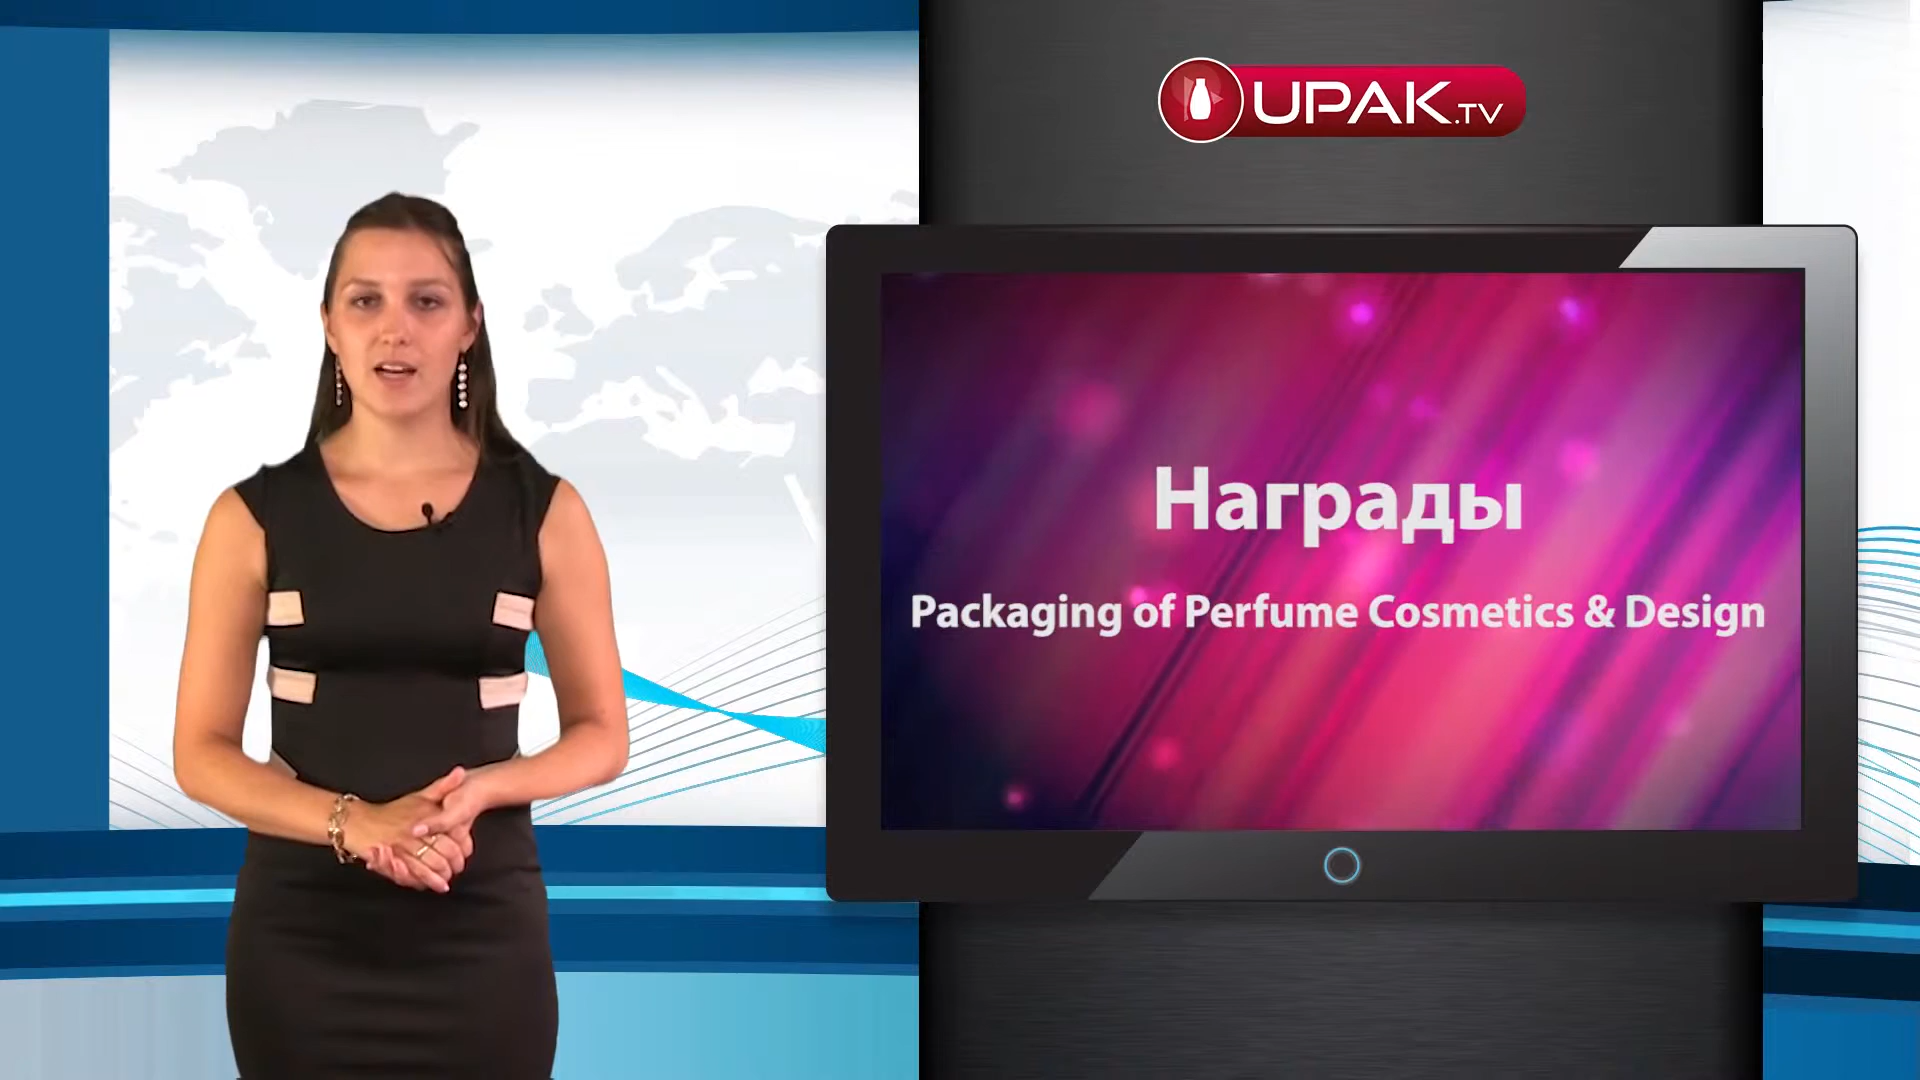 UPAK.TV
Награды
Packaging of Perfume Cosmetics & Design